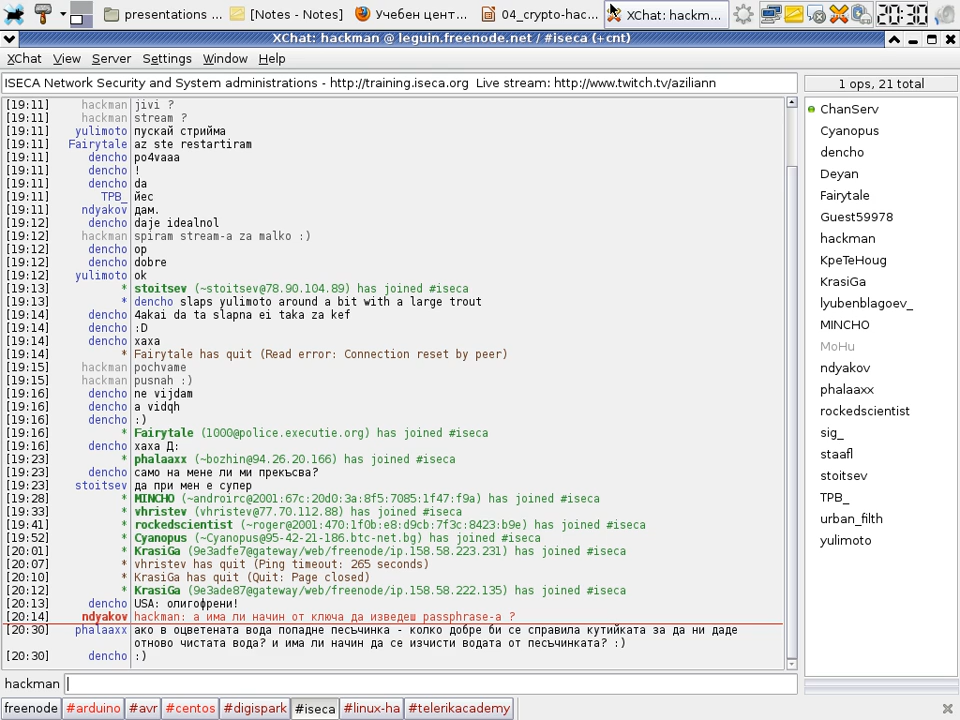 presentations ...
[Notes - Notes]
Учебен цент...
04_crypto-hac...
XChat: hackm...
20:30
XChat: hackman @ leguin.freenode.net / #iseca (+cnt)
XChat View Server Settings Window Help
ISECA Network Security and System administrations - http://training.iseca.org Live stream: http://www.twitch.tv/aziliann
1 ops, 21 total
[19:11] hackman jivi ?
[19:11] hackman stream ?
[19:11] yulimoto пускай стрийма
[19:11] Fairytale az ste restartiram
[19:11] dencho po4vaaa
[19:11] dencho !
[19:11] dencho da
[19:11] TPB_ йес
[19:11] ndyakov дам.
[19:12] dencho daje idealnol
[19:12] hackman spiram stream-a za malko :)
[19:12] dencho op
[19:12] dencho dobre
[19:12] yulimoto ok
[19:13] * stoitsev (~stoitsev@78.90.104.89) has joined #iseca
[19:13] * dencho slaps yulimoto around a bit with a large trout
[19:14] dencho 4akai da ta slapna ei taka za kef
[19:14] dencho :D
[19:14] dencho хаха
[19:14] * Fairytale has quit (Read error: Connection reset by peer)
[19:15] hackman pochvame
[19:15] hackman pusnah :)
[19:16] dencho ne vijdam
[19:16] dencho a vidqh
[19:16] dencho :)
[19:16] * Fairytale (1000@police.executie.org) has joined #iseca
[19:16] dencho хаха Д:
[19:23] * phalaaxx (~bozhin@94.26.20.166) has joined #iseca
[19:23] dencho само на мене ли ми прекъсва?
[19:23] stoitsev да при мен е супер
[19:28] * MINCHO (~androirc@2001:67c:20d0:3a:8f5:7085:1f47:f9a) has joined #iseca
[19:33] * vhristev (vhristev@77.70.112.88) has joined #iseca
[19:41] * rockedscientist (~roger@2001:470:1f0b:e8:d9cb:7f3c:8423:b9e) has joined #iseca
[19:52] * Cyanopus (~Cyanopus@95-42-21-186.btc-net.bg) has joined #iseca
[20:01] * KrasiGa (9e3adfe7@gateway/web/freenode/ip.158.58.223.231) has joined #iseca
[20:07] * vhristev has quit (Ping timeout: 265 seconds)
[20:10] * KrasiGa has quit (Quit: Page closed)
[20:12] * KrasiGa (9e3ade87@gateway/web/freenode/ip.158.58.222.135) has joined #iseca
[20:13] dencho USA: олигофрени!
[20:14] ndyakov hackman: а има ли начин от ключа да изведеш passphrase-a ?
[20:30] phalaaxx ако в оцветената вода попадне песъчинка - колко добре би се справила кутийката за да ни даде
отново чистата вода? и има ли начин да се изчисти водата от песъчинката? :)
[20:30] dencho :)
ChanServ
Cyanopus
dencho
Deyan
Fairytale
Guest59978
hackman
KpeTeHoug
KrasiGa
lyubenblagoev_
MINCHO
MoHu
ndyakov
phalaaxx
rockedscientist
sig_
staafl
stoitsev
TPB_
urban_filth
yulimoto
hackman
freenode #arduino #avr #centos #digispark #iseca #linux-ha #telerikacademy